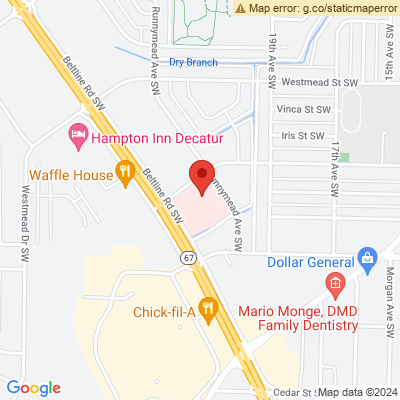 Map error: g.co/staticmaperror
Runnymead Ave SW
Beltline Rd SW
Dry Branch
19th Ave SW
15th Ave SW
Westmead St SW
Vinca St SW
Iris St SW
17th Ave SW
Hampton Inn Decatur
Waffle House
Westmead Dr SW
Beltline Rd SW
Runnymead Ave SW
67
Dollar General
Morgan Ave SW
Mario Monge, DMD
Family Dentistry
Chick-fil-A
Cedar St S
Google
Map data ©2024